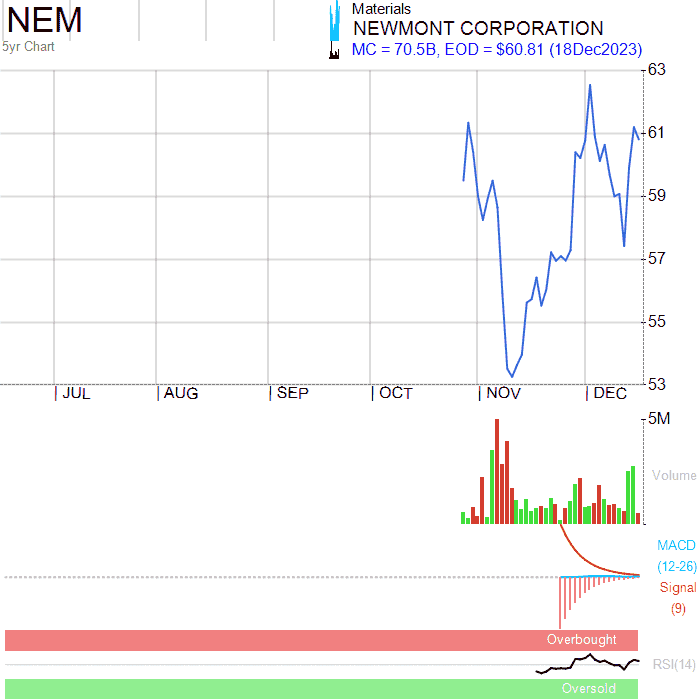 NEM
5yr Chart
Materials
NEWMONT CORPORATION
MC = 70.5B, EOD = $60.81 (18Dec2023)
63
61
59
57
55
53
JUL AUG SEP OCT NOV DEC
5M
Volume
MACD
(12-26)
Signal
(9)
Overbought
RSI(14)
Oversold